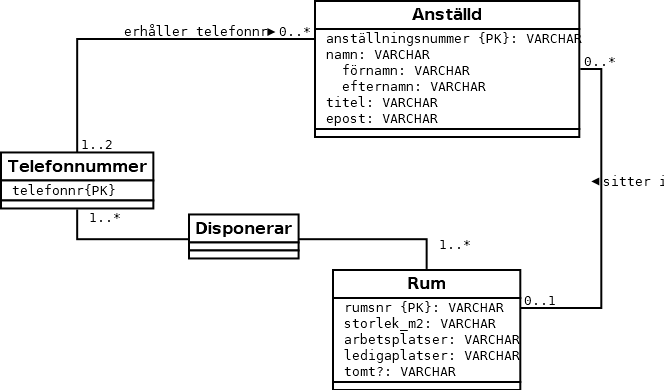 Anställd
anställningsnummer {PK}: VARCHAR
namn: VARCHAR
förnamn: VARCHAR
efternamn: VARCHAR
titel: VARCHAR
epost: VARCHAR
erhåller telefonnr
0..*
0..*
1..2
Telefonnummer
telefonnr{PK}
sitter i
1..*
Disponerar
1..*
Rum
rumsnr {PK}: VARCHAR
storlek_m2: VARCHAR
arbetsplatser: VARCHAR
ledigaplatser: VARCHAR
tomt?: VARCHAR
0..1